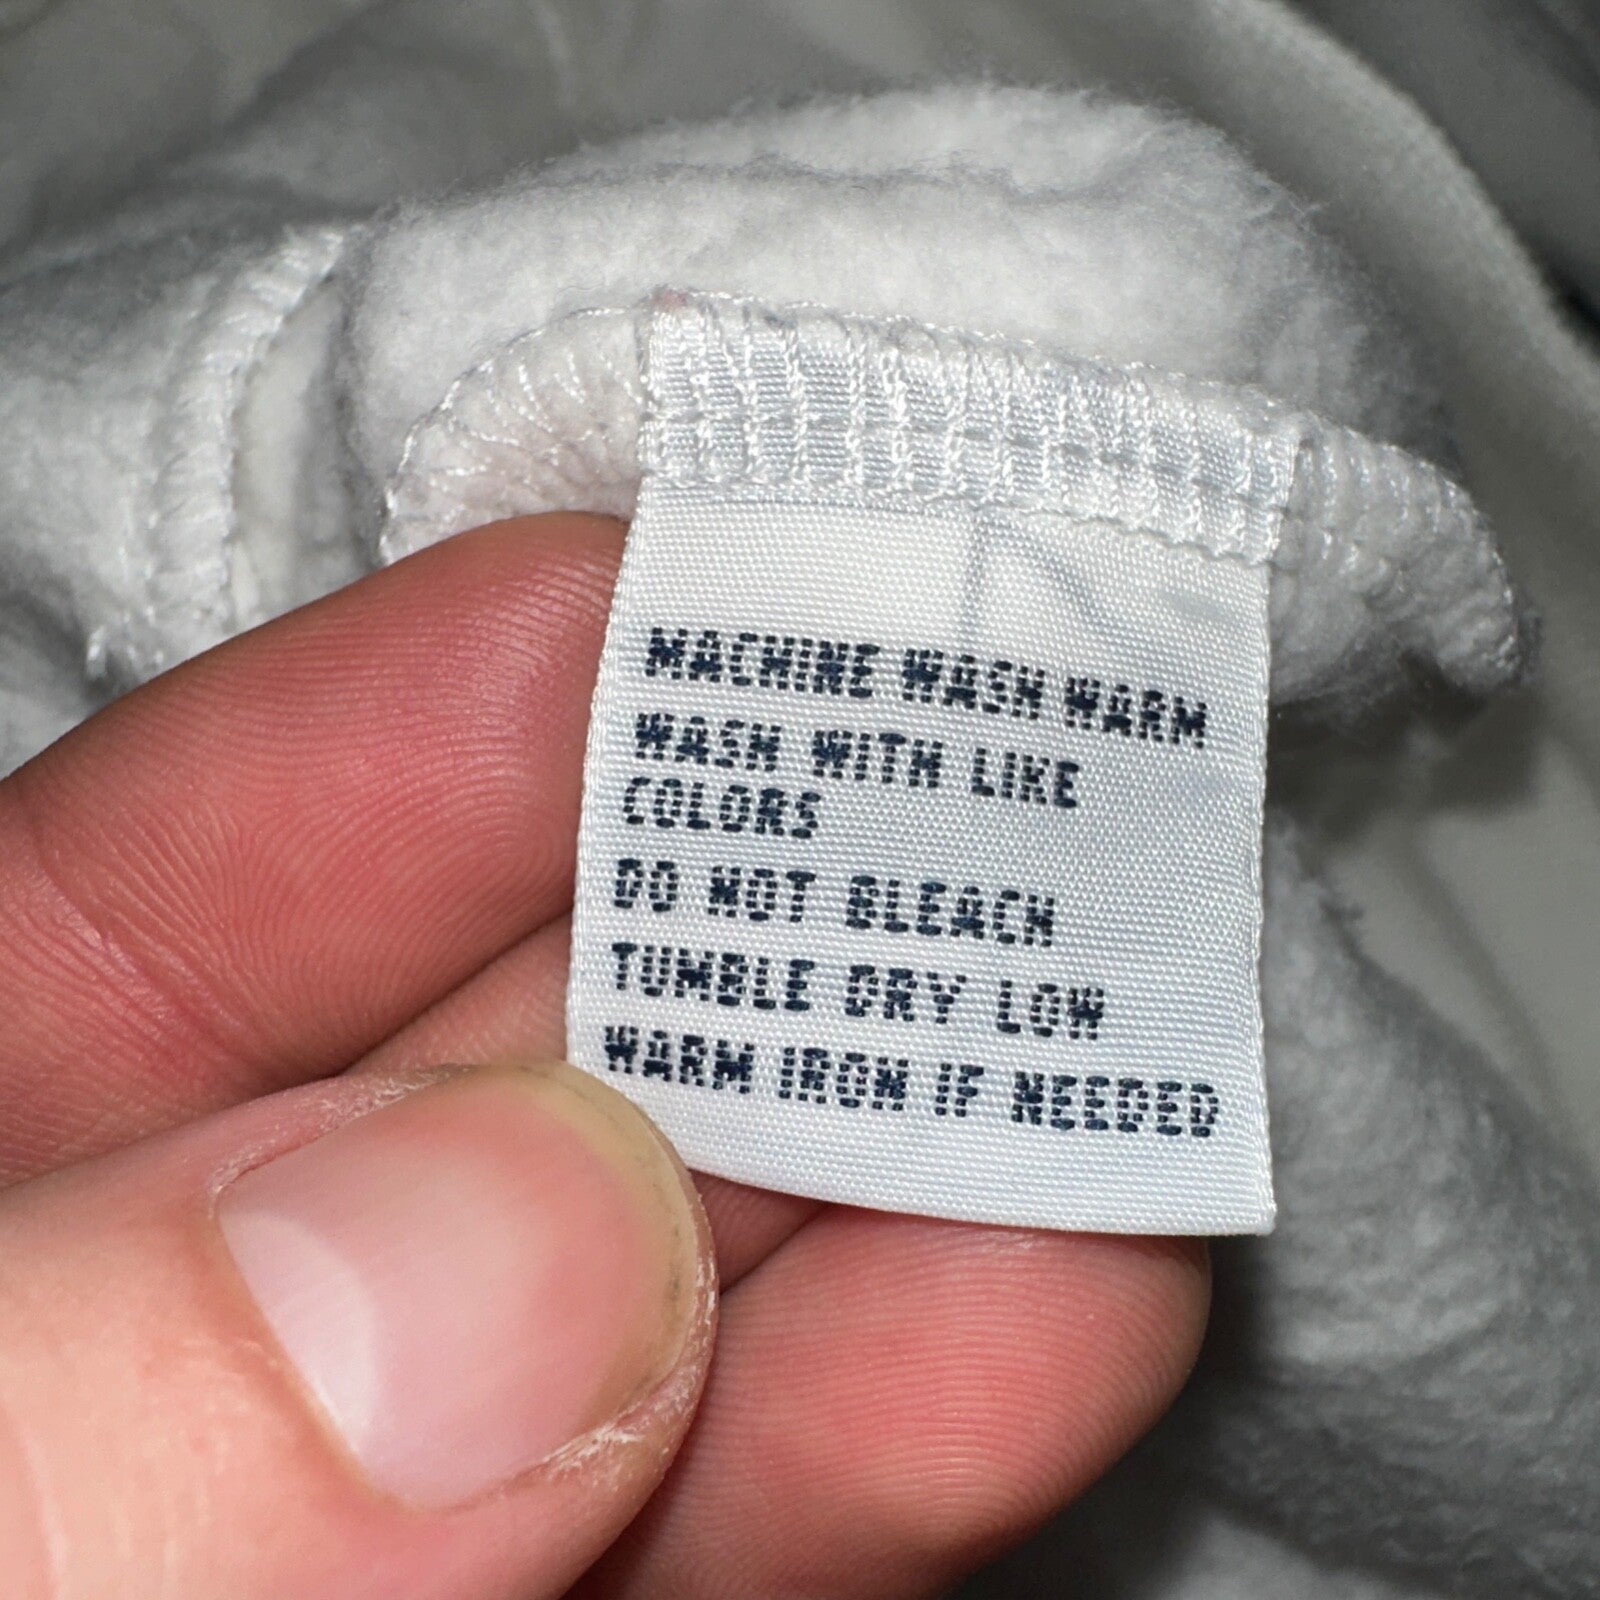 MACHINE WASH WARM
WASH WITH LIKE
COLORS
DO NOT BLEACH
TUMBLE DRY LOW
WARM IRON IF NEEDED